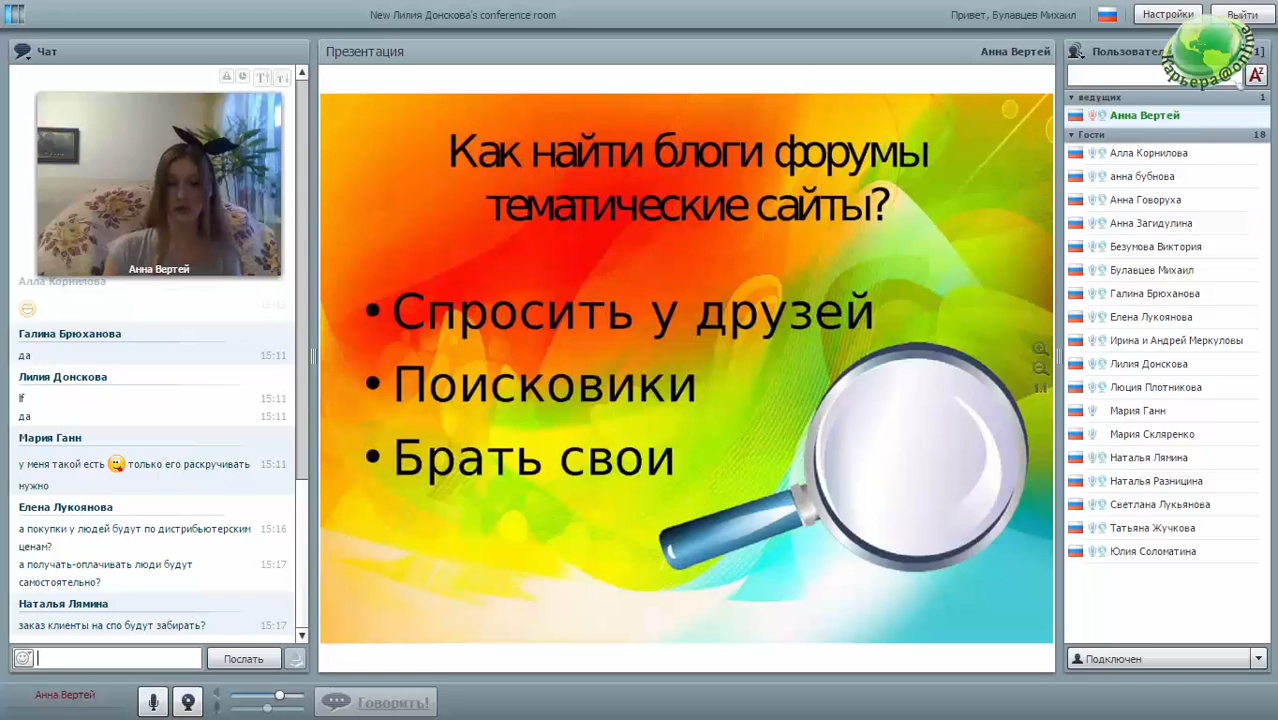 New Лилия Донскова's conference room
Привет, Булавцев Михаил
Настройки
Выйти
Чат
Анна Вертей
Алла Корнилова
Галина Брюханова
да 15:11
Лилия Донскова
lf 15:11
да 15:11
Мария Ганн
у меня такой есть только его раскручивать 15:11
нужно
Елена Лукоянова
а покупки у людей будут по дистрибьютерским 15:16
ценам?
а получать-оплачивать люди будут 15:17
самостоятельно?
Наталья Лямина
заказ клиенты на спо будут забирать? 15:17
Послать
Презентация
Анна Вертей
Как найти блоги форумы
тематические сайты?
• Спросить у друзей
• Поисковики
• Брать свои
1:1
Карьера@online
ведущих 1
Анна Вертей
Гости 18
Алла Корнилова
анна бубнова
Анна Говоруха
Анна Загидулина
Безумова Виктория
Булавцев Михаил
Галина Брюханова
Елена Лукоянова
Ирина и Андрей Меркуловы
Лилия Донскова
Люция Плотникова
Мария Ганн
Мария Скляренко
Наталья Лямина
Наталья Разницина
Светлана Лукьянова
Татьяна Жучкова
Юлия Соломатина
Подключен
Анна Вертей
Говорить!